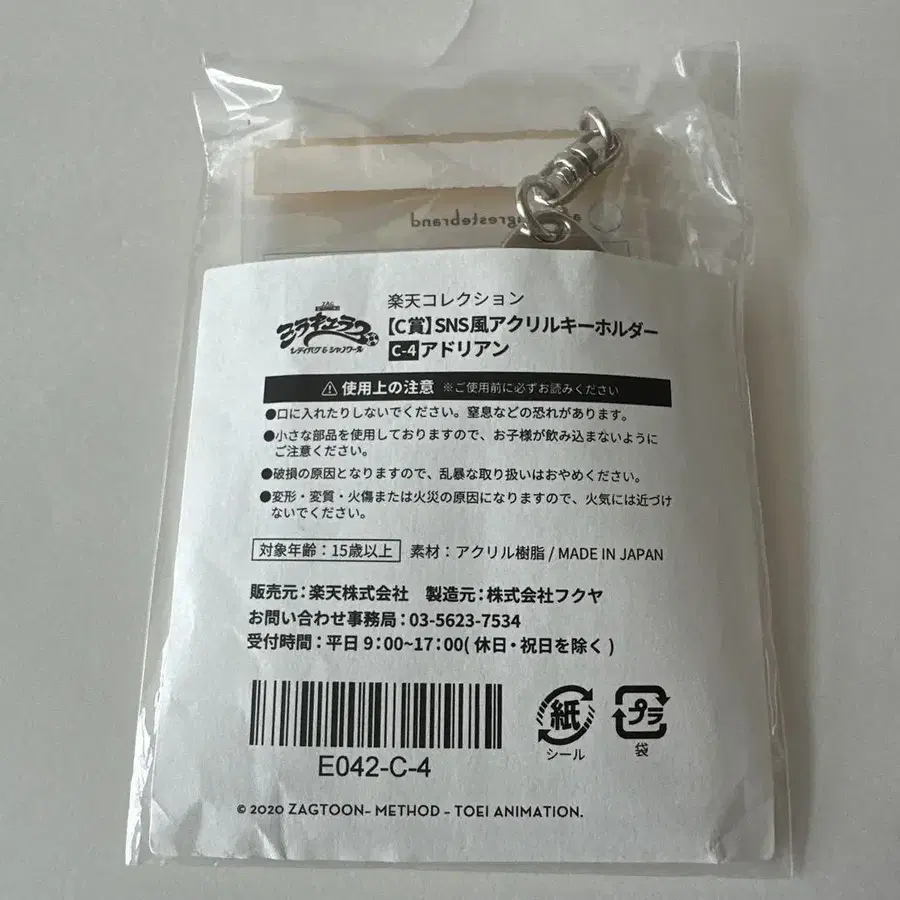 agrestebrand
楽天コレクション
ZAG
ミラキュラス
レディバグ&シャノワール
【C賞】SNS風アクリルキーホルダー
C-4 アドリアン
⚠ 使用上の注意 ※ご使用前に必ずお読みください
●口に入れたりしないでください。窒息などの恐れがあります。
●小さな部品を使用しておりますので、お子様が飲み込まないように
ご注意ください。
●破損の原因となりますので、乱暴な取り扱いはおやめください。
●変形・変質・火傷または火災の原因になりますので、火気には近づけ
ないでください。
対象年齢：15歳以上 素材：アクリル樹脂 / MADE IN JAPAN
販売元：楽天株式会社 製造元：株式会社フクヤ
お問い合わせ事務局：03-5623-7534
受付時間：平日 9：00~17:00( 休日・祝日を除く )
紙
シール
プラ
袋
E042-C-4
© 2020 ZAGTOON– METHOD – TOEI ANIMATION.